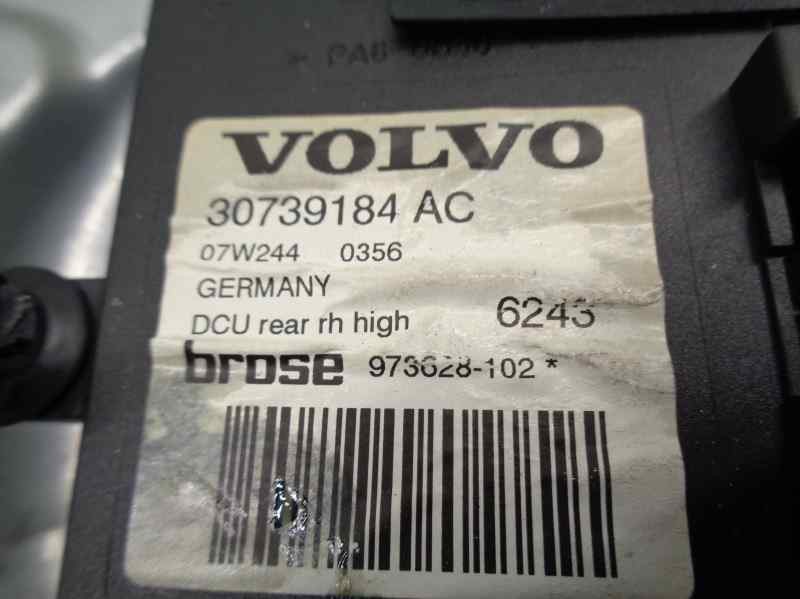 VOLVO
30739184 AC
07W244 0356
GERMANY
DCU rear rh high 6243
brose 973628-102 *